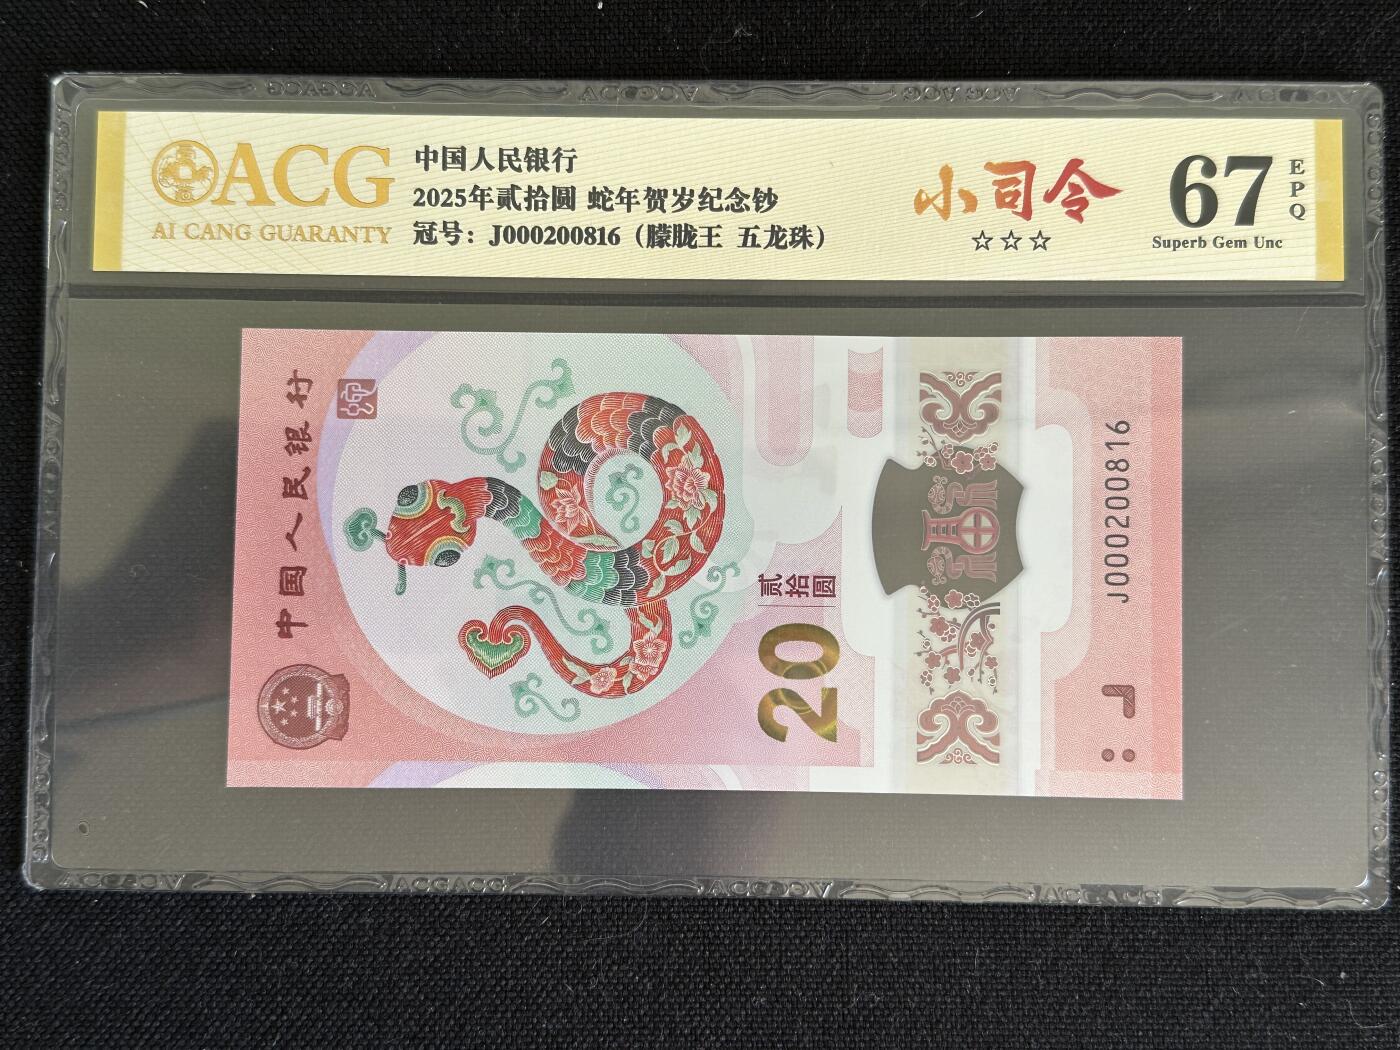 ACG
AI CANG GUARANTY
中国人民银行
2025年贰拾圆 蛇年贺岁纪念钞
冠号：J000200816（朦胧王 五龙珠）
小司令
☆☆☆
67
EPQ
Superb Gem Unc
中国人民银行
20
贰拾圆
J000200816